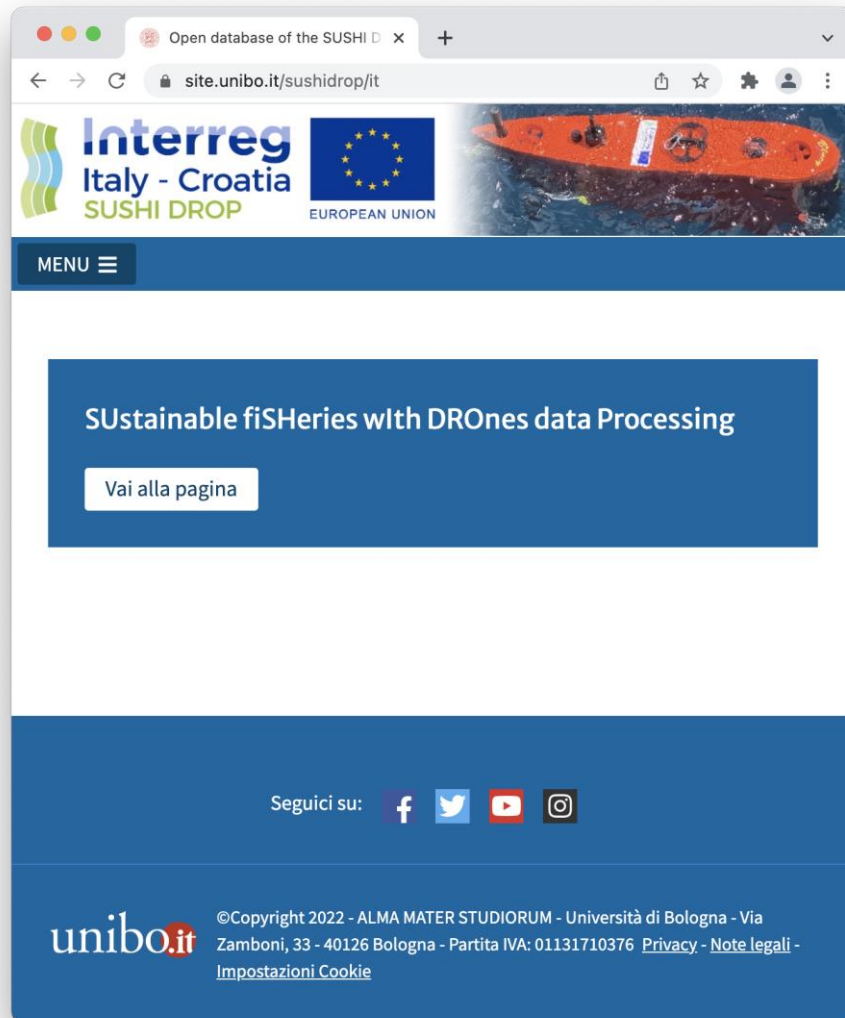 Open database of the SUSHI D
site.unibo.it/sushidrop/it
Interreg
Italy - Croatia
SUSHI DROP
EUROPEAN UNION
MENU
SUstainable fiSHeries wIth DROnes data Processing
Vai alla pagina
Seguici su:
unibo.it
©Copyright 2022 - ALMA MATER STUDIORUM - Università di Bologna - Via
Zamboni, 33 - 40126 Bologna - Partita IVA: 01131710376 Privacy - Note legali -
Impostazioni Cookie